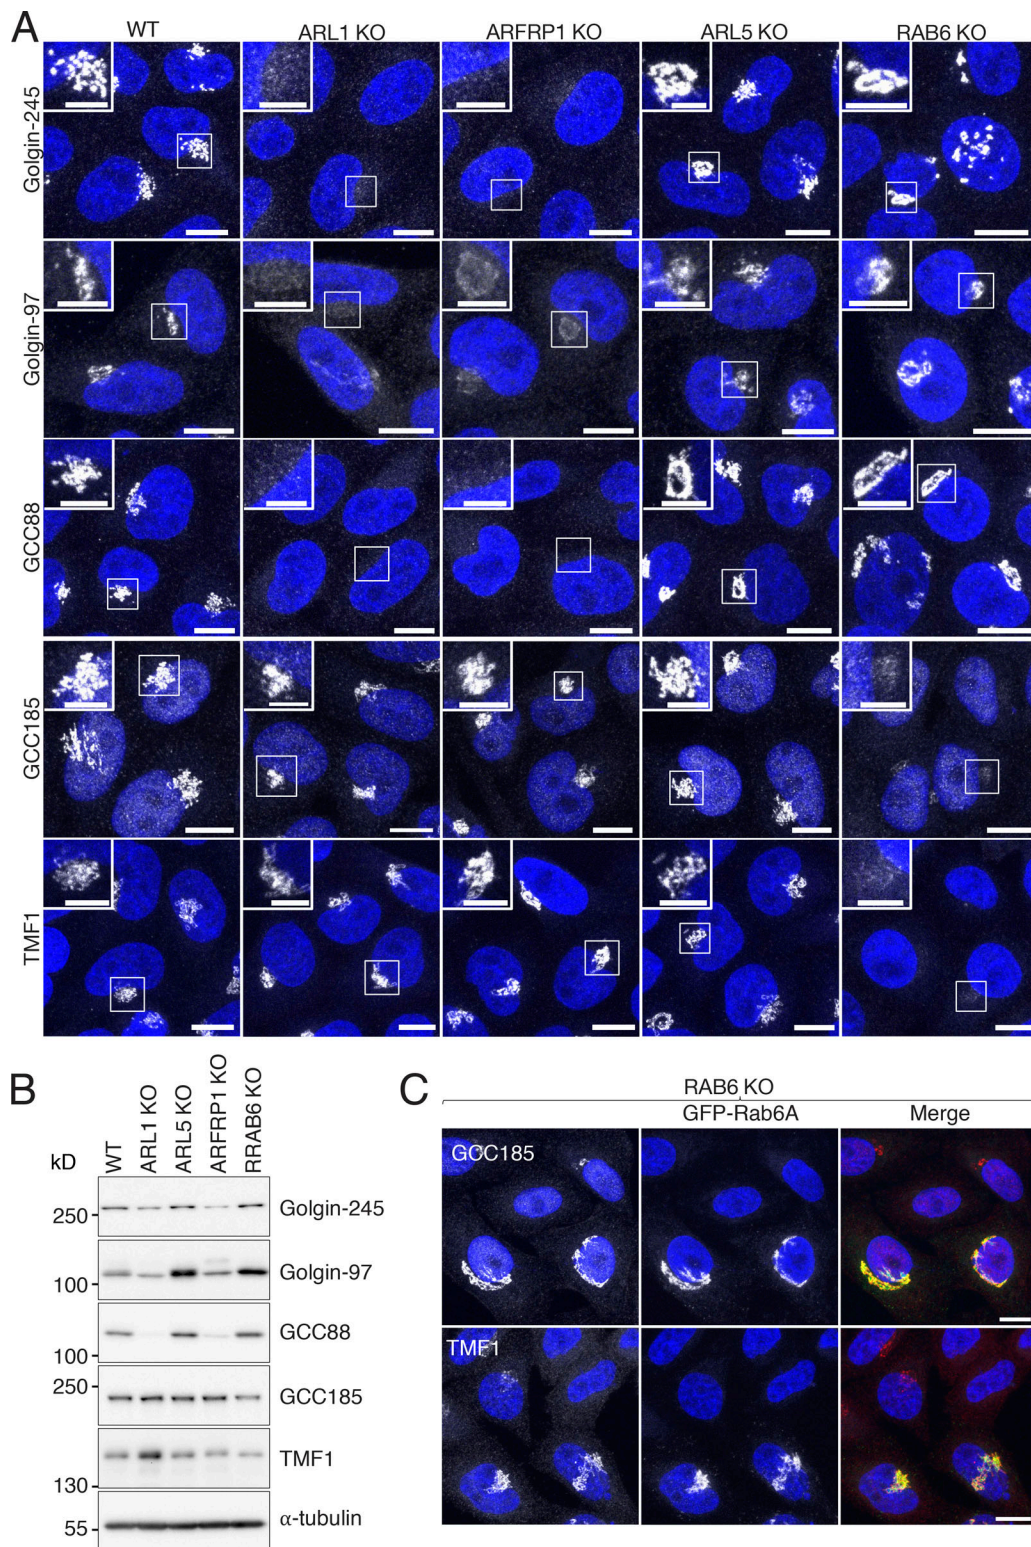 A
WT
ARL1 KO
ARFRP1 KO
ARL5 KO
RAB6 KO
Golgin-245
Golgin-97
GCC88
GCC185
TMF1
B
WT
ARL1 KO
ARL5 KO
ARFRP1 KO
RRAB6 KO
kD
250
Golgin-245
100
Golgin-97
100
GCC88
250
GCC185
130
TMF1
55
α-tubulin
C
RAB6 KO
GFP-Rab6A
Merge
GCC185
TMF1